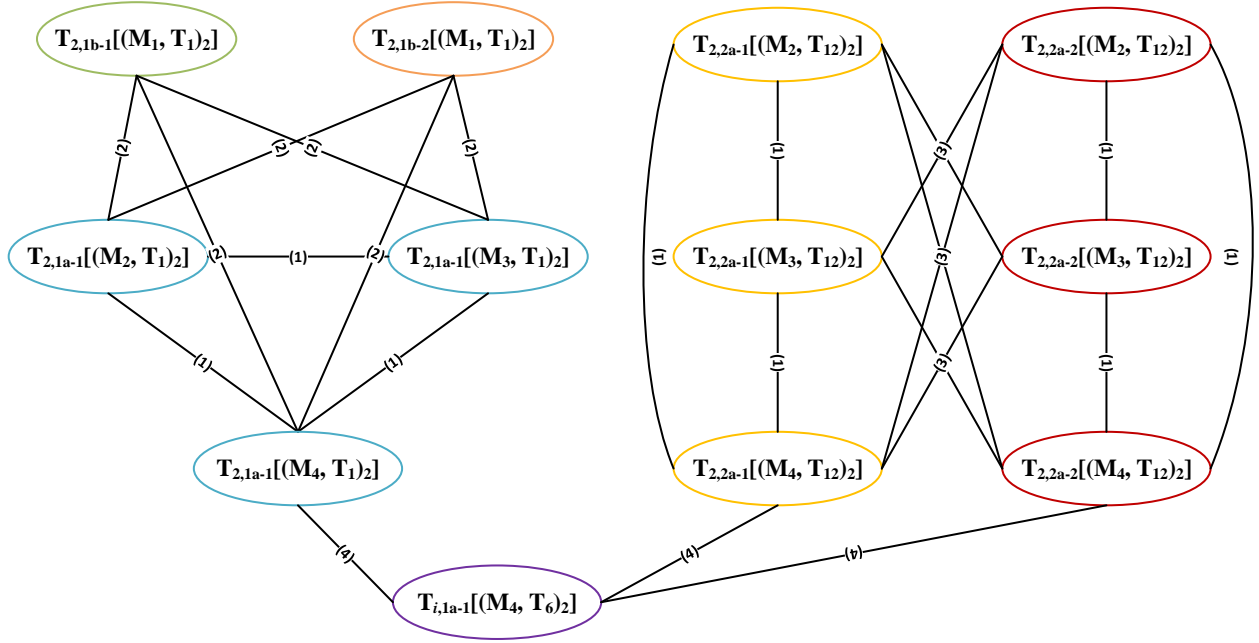 T2,1b-1[(M1, T1)2]
T2,1b-2[(M1, T1)2]
T2,2a-1[(M2, T12)2]
T2,2a-2[(M2, T12)2]
(2)
(2)
(2)
(2)
(1)
(3)
(1)
T2,1a-1[(M2, T1)2]
(2)
(1)
(2)
T2,1a-1[(M3, T1)2]
(1)
T2,2a-1[(M3, T12)2]
(3)
T2,2a-2[(M3, T12)2]
(1)
(1)
(1)
(1)
(3)
(1)
T2,1a-1[(M4, T1)2]
T2,2a-1[(M4, T12)2]
T2,2a-2[(M4, T12)2]
(4)
(4)
(4)
Ti,1a-1[(M4, T6)2]